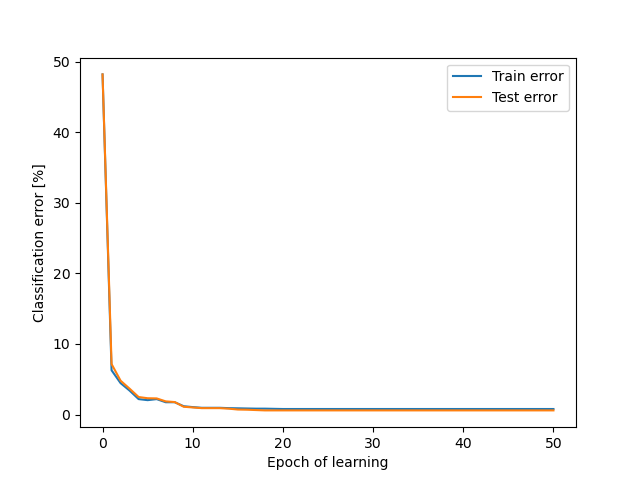 50
40
30
20
10
0
Classification error [%]
Train error
Test error
0 10 20 30 40 50
Epoch of learning